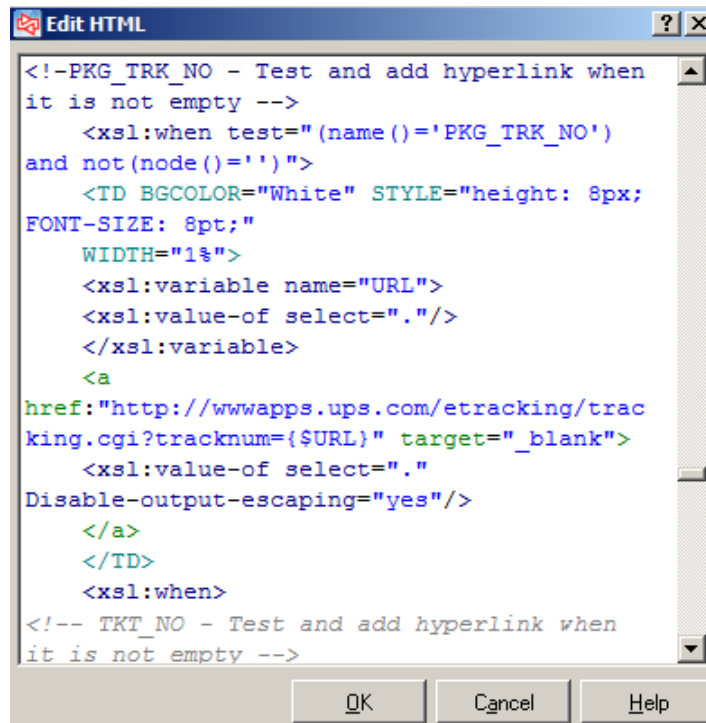 Edit HTML
<!-PKG_TRK_NO - Test and add hyperlink when
it is not empty -->
<xsl:when test="(name()='PKG_TRK_NO')
and not(node()='')">
<TD BGCOLOR="White" STYLE="height: 8px;
FONT-SIZE: 8pt;"
WIDTH="1%">
<xsl:variable name="URL">
<xsl:value-of select="."/>
</xsl:variable>
<a
href:"http://wwwapps.ups.com/etracking/trac
king.cgi?tracknum={$URL}" target="_blank">
<xsl:value-of select="."
Disable-output-escaping="yes"/>
</a>
</TD>
<xsl:when>
<!-- TKT_NO - Test and add hyperlink when
it is not empty -->
OK Cancel Help